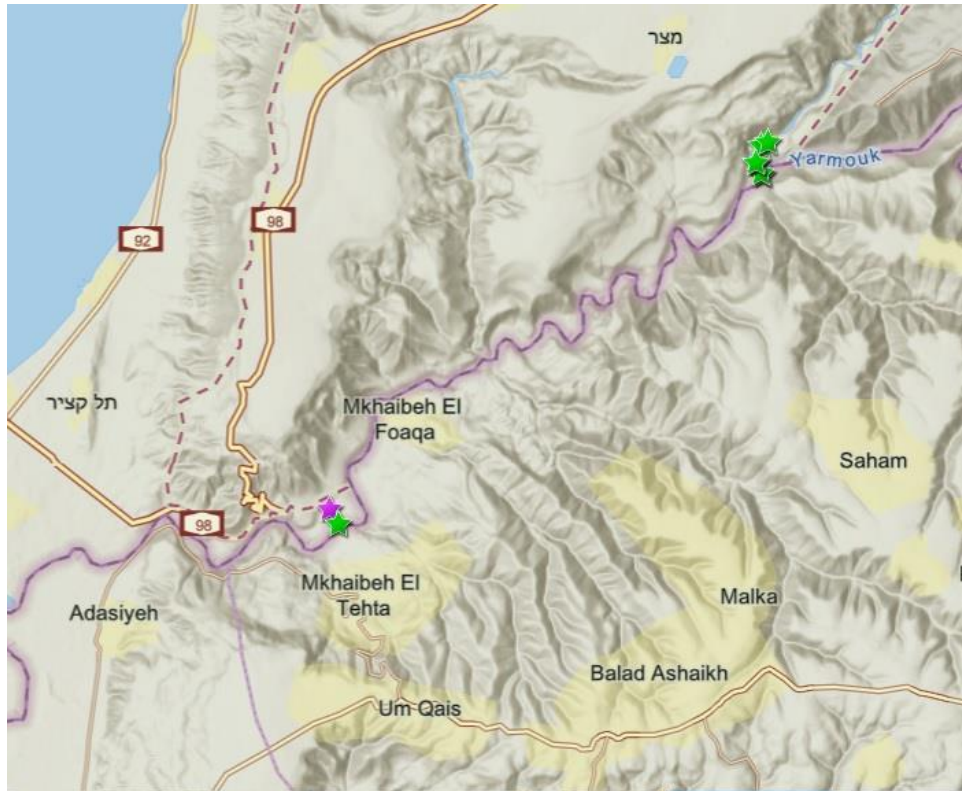 מצר
Yarmouk
98
92
תל קציר
Mkhaibeh El
Foaqa
Saham
98
Mkhaibeh El
Tehta
Malka
Adasiyeh
Balad Ashaikh
Um Qais